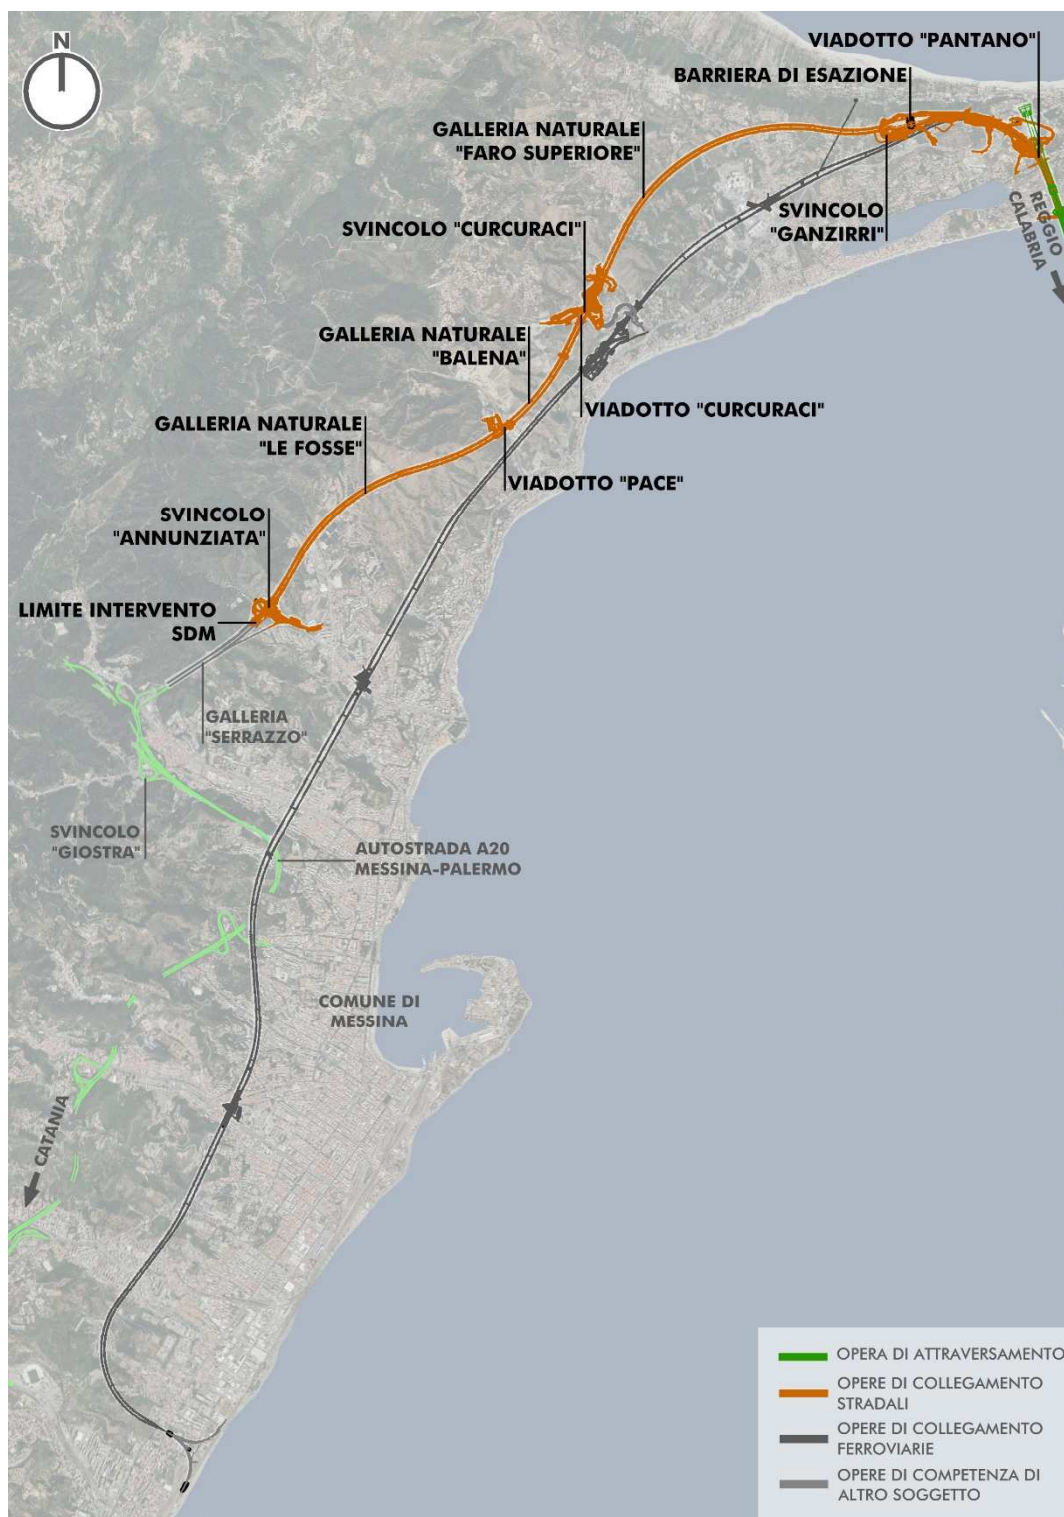 N
VIADOTTO "PANTANO"
BARRIERA DI ESAZIONE
GALLERIA NATURALE
"FARO SUPERIORE"
SVINCOLO
"GANZIRRI"
REGGIO
CALABRIA
SVINCOLO "CURCURACI"
GALLERIA NATURALE
"BALENA"
VIADOTTO "CURCURACI"
GALLERIA NATURALE
"LE FOSSE"
VIADOTTO "PACE"
SVINCOLO
"ANNUNZIATA"
LIMITE INTERVENTO
SDM
GALLERIA
"SERRAZZO"
SVINCOLO
"GIOSTRA"
AUTOSTRADA A20
MESSINA-PALERMO
COMUNE DI
MESSINA
CATANIA
OPERA DI ATTRAVERSAMENTO
OPERE DI COLLEGAMENTO
STRADALI
OPERE DI COLLEGAMENTO
FERROVIARIE
OPERE DI COMPETENZA DI
ALTRO SOGGETTO